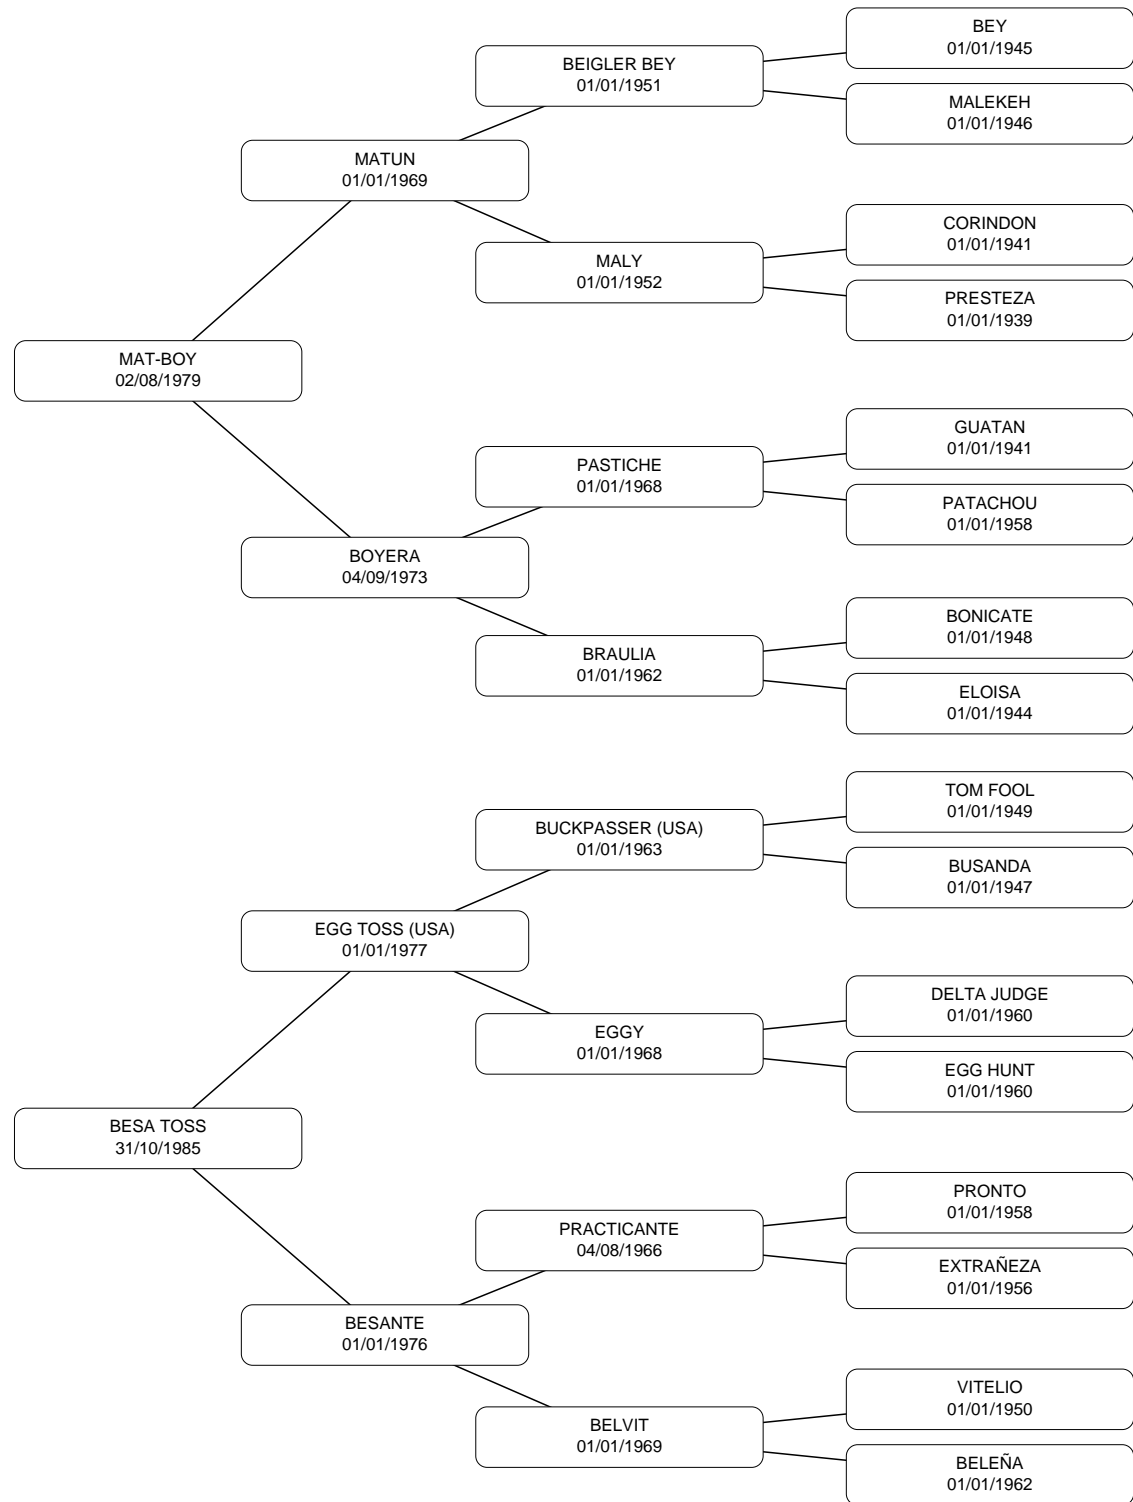 BEY
01/01/1945
BEIGLER BEY
01/01/1951
MALEKEH
01/01/1946
MATUN
01/01/1969
CORINDON
01/01/1941
MALY
01/01/1952
PRESTEZA
01/01/1939
MAT-BOY
02/08/1979
GUATAN
01/01/1941
PASTICHE
01/01/1968
PATACHOU
01/01/1958
BOYERA
04/09/1973
BONICATE
01/01/1948
BRAULIA
01/01/1962
ELOISA
01/01/1944
TOM FOOL
01/01/1949
BUCKPASSER (USA)
01/01/1963
BUSANDA
01/01/1947
EGG TOSS (USA)
01/01/1977
DELTA JUDGE
01/01/1960
EGGY
01/01/1968
EGG HUNT
01/01/1960
BESA TOSS
31/10/1985
PRONTO
01/01/1958
PRACTICANTE
04/08/1966
EXTRAÑEZA
01/01/1956
BESANTE
01/01/1976
VITELIO
01/01/1950
BELVIT
01/01/1969
BELEÑA
01/01/1962